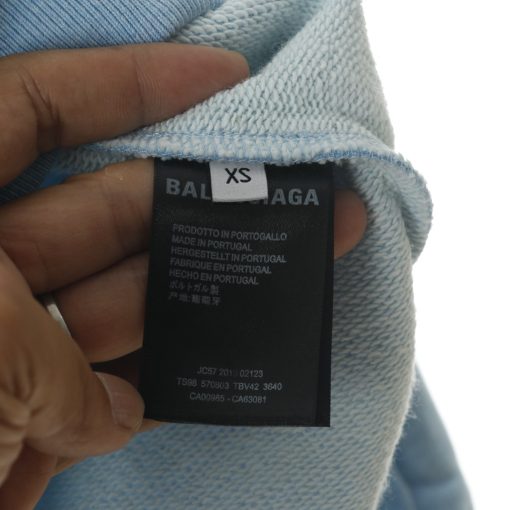 XS
BALENCIAGA
PRODOTTO IN PORTOGALLO
MADE IN PORTUGAL
HERGESTELLT IN PORTUGAL
FABRIQUE EN PORTUGAL
HECHO EN PORTUGAL
ポルトガル製
产地:葡萄牙
JC57 2019 02123
TS98 570803 TBV42 3640
CA00965 - CA63081